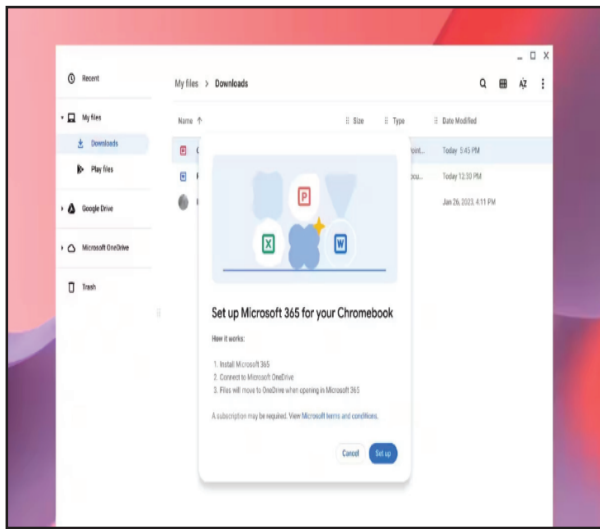 Recent
My files
Downloads
Play files
Google Drive
Microsoft OneDrive
Trash
My files > Downloads
AZ
Name Size Type Date Modified
Today 5:45 PM
Today 12:30 PM
Jan 26, 2023, 4:11 PM
P
X W
Set up Microsoft 365 for your Chromebook
How it works:
1. Install Microsoft 365
2. Connect to Microsoft OneDrive
3. Files will move to OneDrive when opening in Microsoft 365
A subscription may be required. View Microsoft terms and conditions.
Cancel Set up